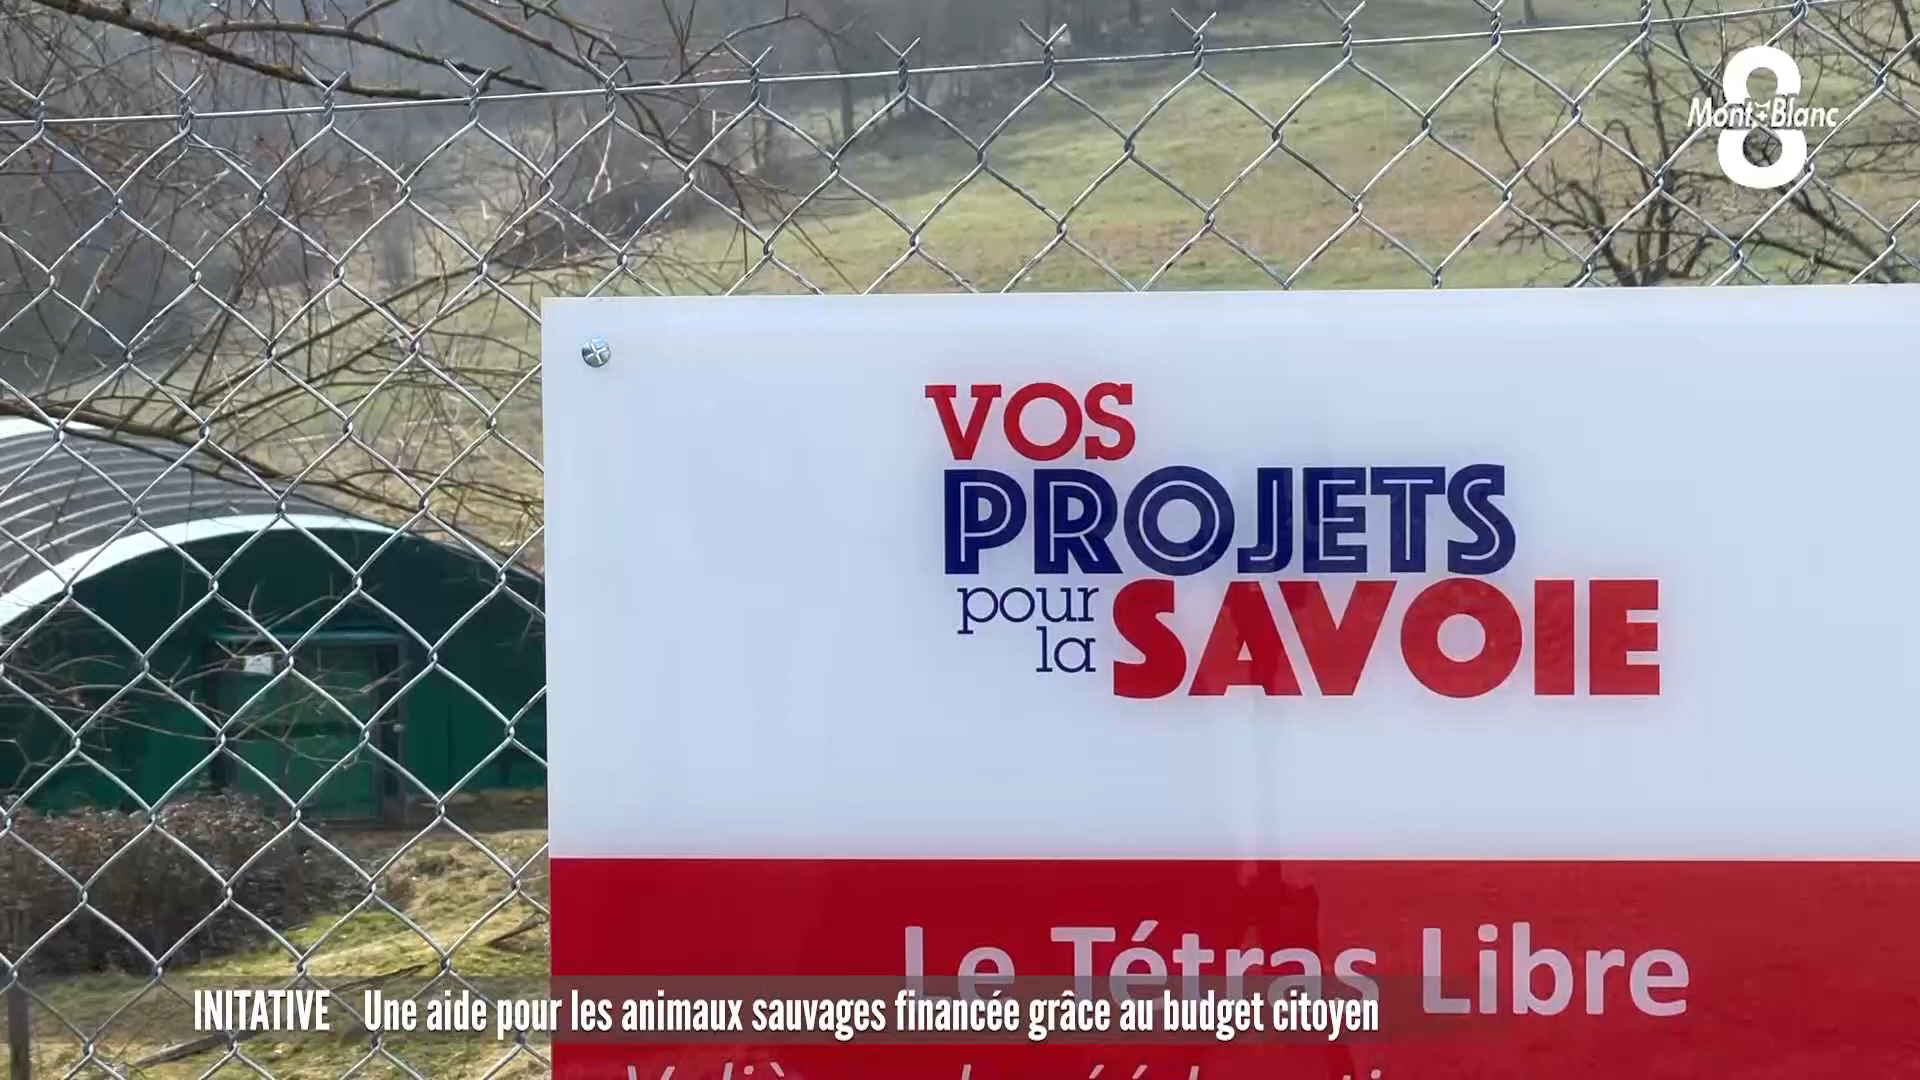 8
Mont-Blanc
VOS
PROJETS
pour
la
SAVOIE
Le Tétras Libre
INITATIVE Une aide pour les animaux sauvages financée grâce au budget citoyen